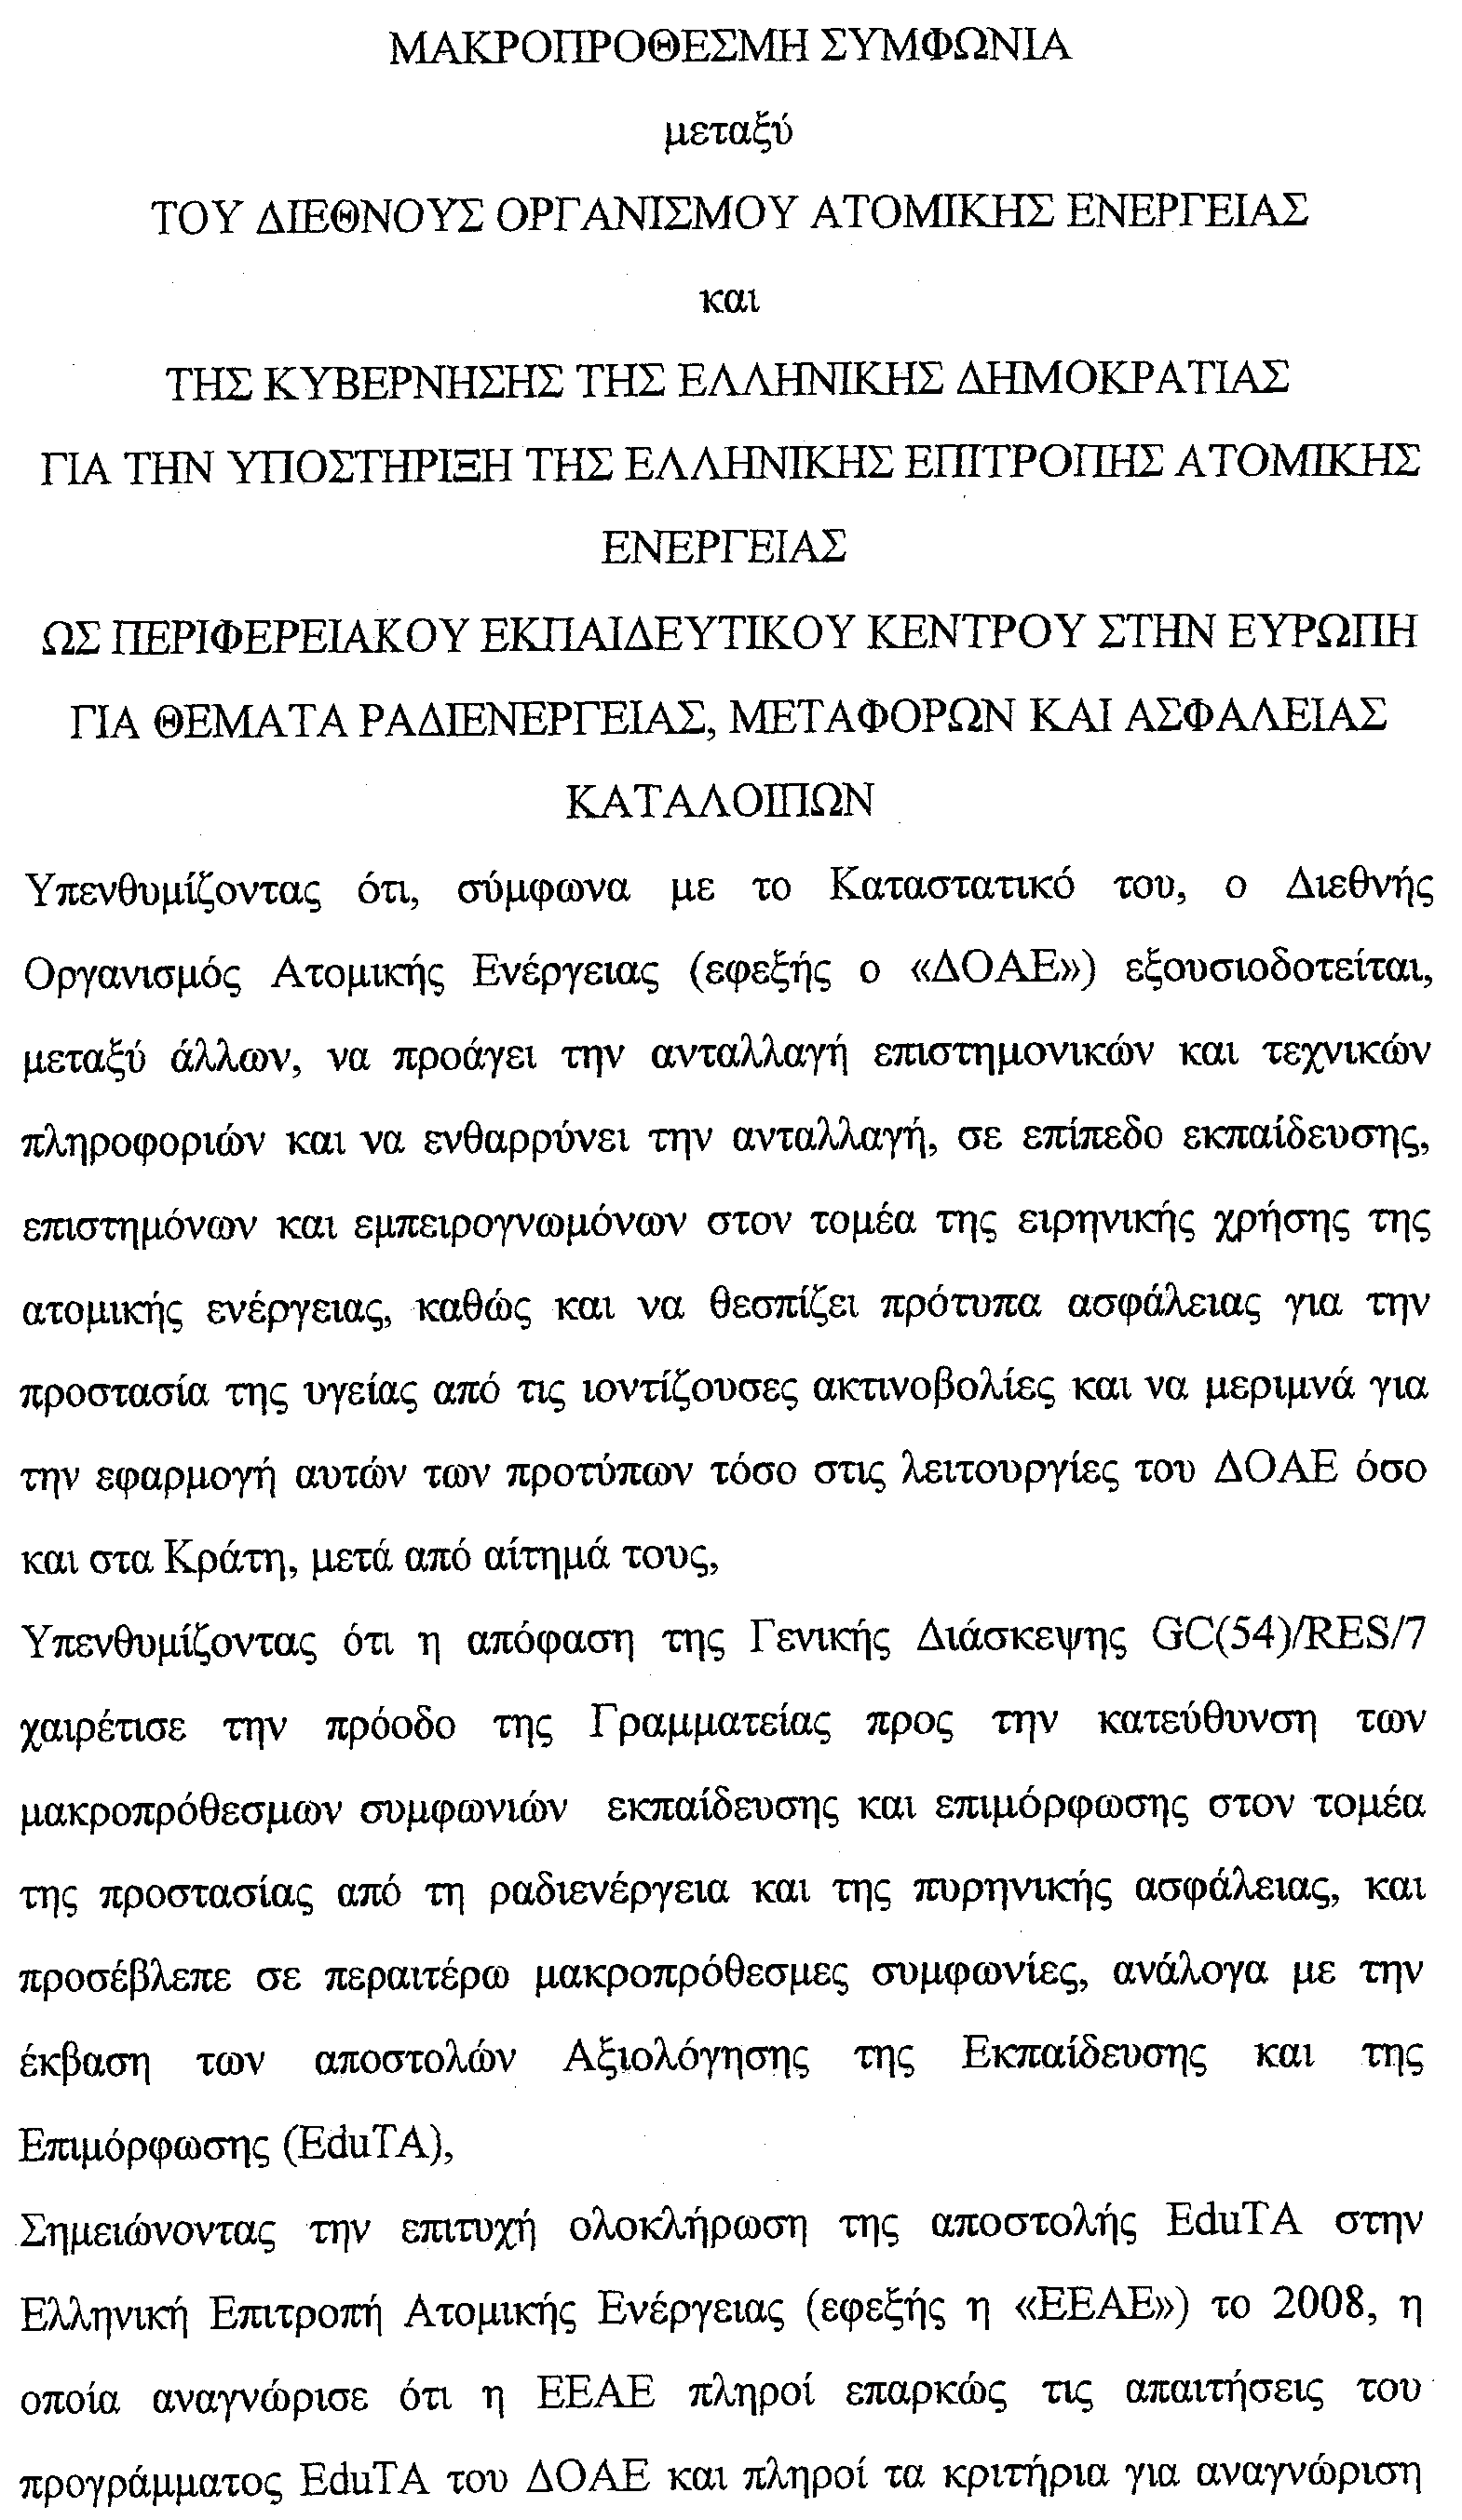 ΜΑΚΡΟΠΡΟΘΕΣΜΗ ΣΥΜΦΩΝΙΑ
μεταξύ
ΤΟΥ ΔΙΕΘΝΟΥΣ ΟΡΓΑΝΙΣΜΟΥ ΑΤΟΜΙΚΗΣ ΕΝΕΡΓΕΙΑΣ
και
ΤΗΣ ΚΥΒΕΡΝΗΣΗΣ ΤΗΣ ΕΛΛΗΝΙΚΗΣ ΔΗΜΟΚΡΑΤΙΑΣ
ΓΙΑ ΤΗΝ ΥΠΟΣΤΗΡΙΞΗ ΤΗΣ ΕΛΛΗΝΙΚΗΣ ΕΠΙΤΡΟΠΗΣ ΑΤΟΜΙΚΗΣ
ΕΝΕΡΓΕΙΑΣ
ΩΣ ΠΕΡΙΦΕΡΕΙΑΚΟΥ ΕΚΠΑΙΔΕΥΤΙΚΟΥ ΚΕΝΤΡΟΥ ΣΤΗΝ ΕΥΡΩΠΗ
ΓΙΑ ΘΕΜΑΤΑ ΡΑΔΙΕΝΕΡΓΕΙΑΣ, ΜΕΤΑΦΟΡΩΝ ΚΑΙ ΑΣΦΑΛΕΙΑΣ
ΚΑΤΑΛΟΙΠΩΝ
Υπενθυμίζοντας ότι, σύμφωνα με το Καταστατικό του, ο Διεθνής
Οργανισμός Ατομικής Ενέργειας (εφεξής ο «ΔΟΑΕ») εξουσιοδοτείται,
μεταξύ άλλων, να προάγει την ανταλλαγή επιστημονικών και τεχνικών
πληροφοριών και να ενθαρρύνει την ανταλλαγή, σε επίπεδο εκπαίδευσης,
επιστημόνων και εμπειρογνωμόνων στον τομέα της ειρηνικής χρήσης της
ατομικής ενέργειας, καθώς και να θεσπίζει πρότυπα ασφάλειας για την
προστασία της υγείας από τις ιοντίζουσες ακτινοβολίες και να μεριμνά για
την εφαρμογή αυτών των προτύπων τόσο στις λειτουργίες του ΔΟΑΕ όσο
και στα Κράτη, μετά από αίτημά τους,
Υπενθυμίζοντας ότι η απόφαση της Γενικής Διάσκεψης GC(54)/RES/7
χαιρέτισε την πρόοδο της Γραμματείας προς την κατεύθυνση των
μακροπρόθεσμων συμφωνιών εκπαίδευσης και επιμόρφωσης στον τομέα
της προστασίας από τη ραδιενέργεια και της πυρηνικής ασφάλειας, και
προσέβλεπε σε περαιτέρω μακροπρόθεσμες συμφωνίες, ανάλογα με την
έκβαση των αποστολών Αξιολόγησης της Εκπαίδευσης και της
Επιμόρφωσης (EduTA),
Σημειώνοντας την επιτυχή ολοκλήρωση της αποστολής EduTA στην
Ελληνική Επιτροπή Ατομικής Ενέργειας (εφεξής η «ΕΕΑΕ») το 2008, η
οποία αναγνώρισε ότι η ΕΕΑΕ πληροί επαρκώς τις απαιτήσεις του
προγράμματος EduTA του ΔΟΑΕ και πληροί τα κριτήρια για αναγνώριση